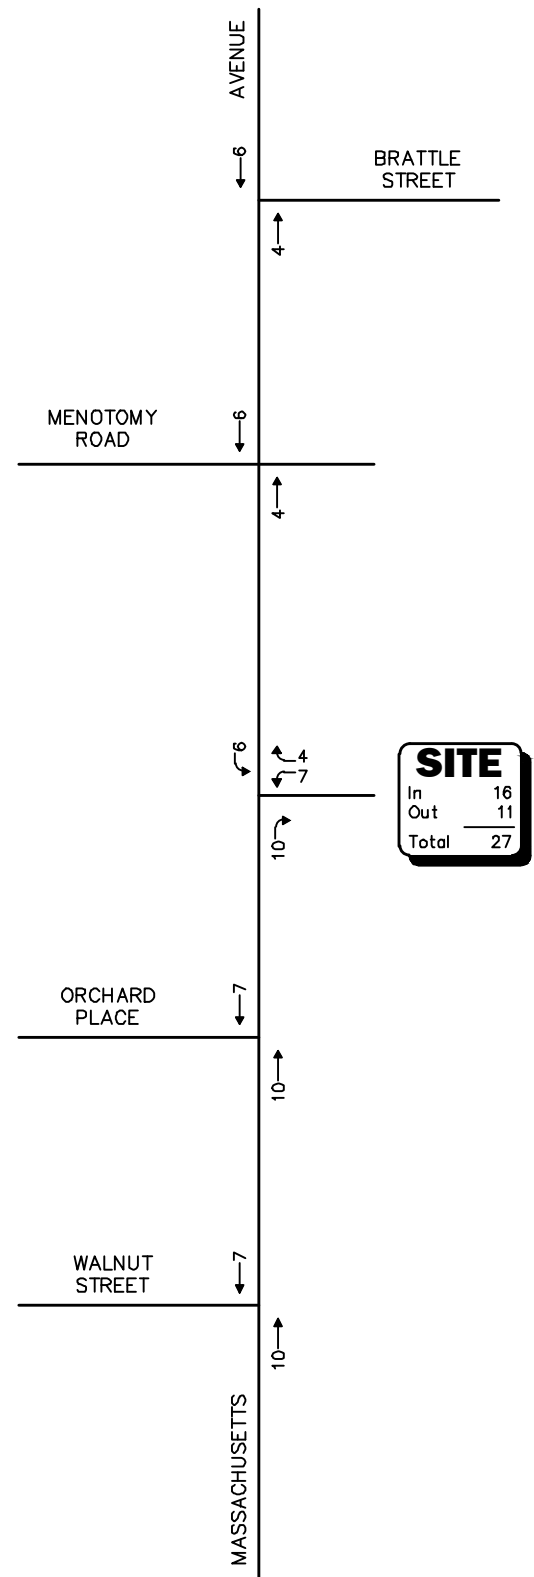 AVENUE
6
BRATTLE
STREET
4
MENOTOMY
ROAD
6
4
6
4
7
10
SITE
In 16
Out 11
Total 27
ORCHARD
PLACE
7
10
WALNUT
STREET
7
10
MASSACHUSETTS